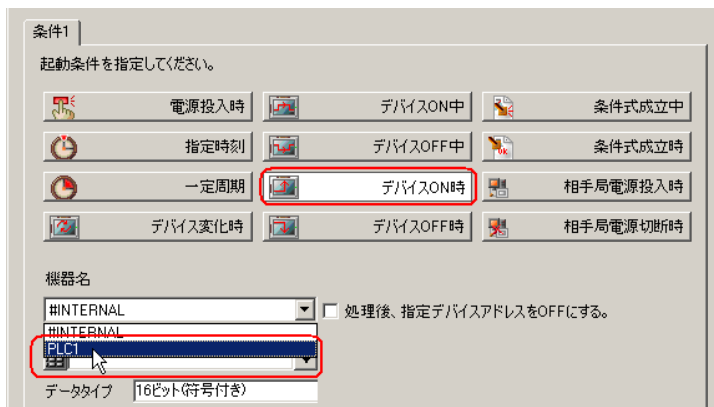 条件1
起動条件を指定してください。
電源投入時 デバイスON中 条件式成立中
指定時刻 デバイスOFF中 条件式成立時
一定周期 デバイスON時 相手局電源投入時
デバイス変化時 デバイスOFF時 相手局電源切断時
機器名
#INTERNAL 処理後、指定デバイスアドレスをOFFにする。
#INTERNAL
PLC1
データタイプ 16ビット(符号付き)